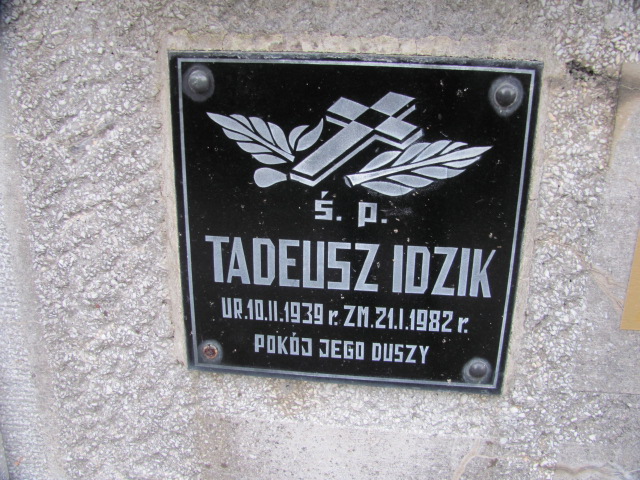 Ś. P.
TADEUSZ IDZIK
UR.10.II.1939 r. ZM.21.I.1982 r.
POKÓJ JEGO DUSZY